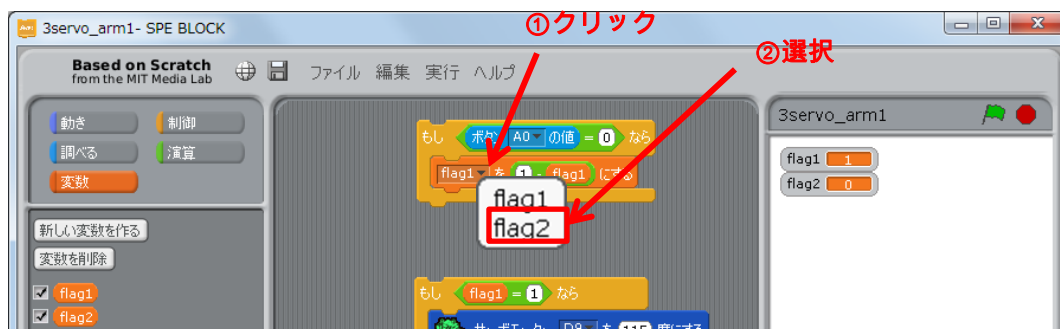 ①クリック
3servo_arm1- SPE BLOCK
②選択
Based on Scratch
from the MIT Media Lab
ファイル 編集 実行 ヘルプ
動き 制御
調べる 演算
変数
新しい変数を作る
変数を削除
flag1
flag2
もし ボタン A0 の値 = 0 なら
flag1 を 1 - flag1 にする
flag1
flag2
もし flag1 = 1 なら
サーボモーター D9 を 115 度にする
3servo_arm1
flag1 1
flag2 0